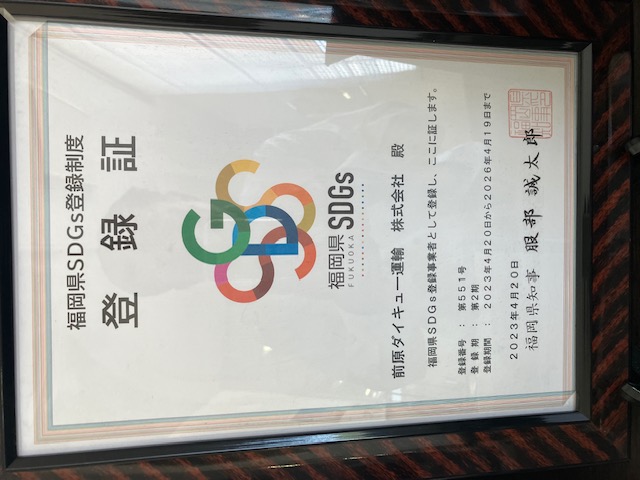 福岡県SDGs登録制度
登録証
SDGs
福岡県 SDGs
FUKUOKA
前原ダイキュー運輸　株式会社　殿
福岡県SDGs登録事業者として登録し、ここに証します。
登録番号 ： 第551号
登 録 期 ： 第2期
登録期間 ： 2023年4月20日から2026年4月19日まで
2023年4月20日
福岡県知事　服部 誠太郎